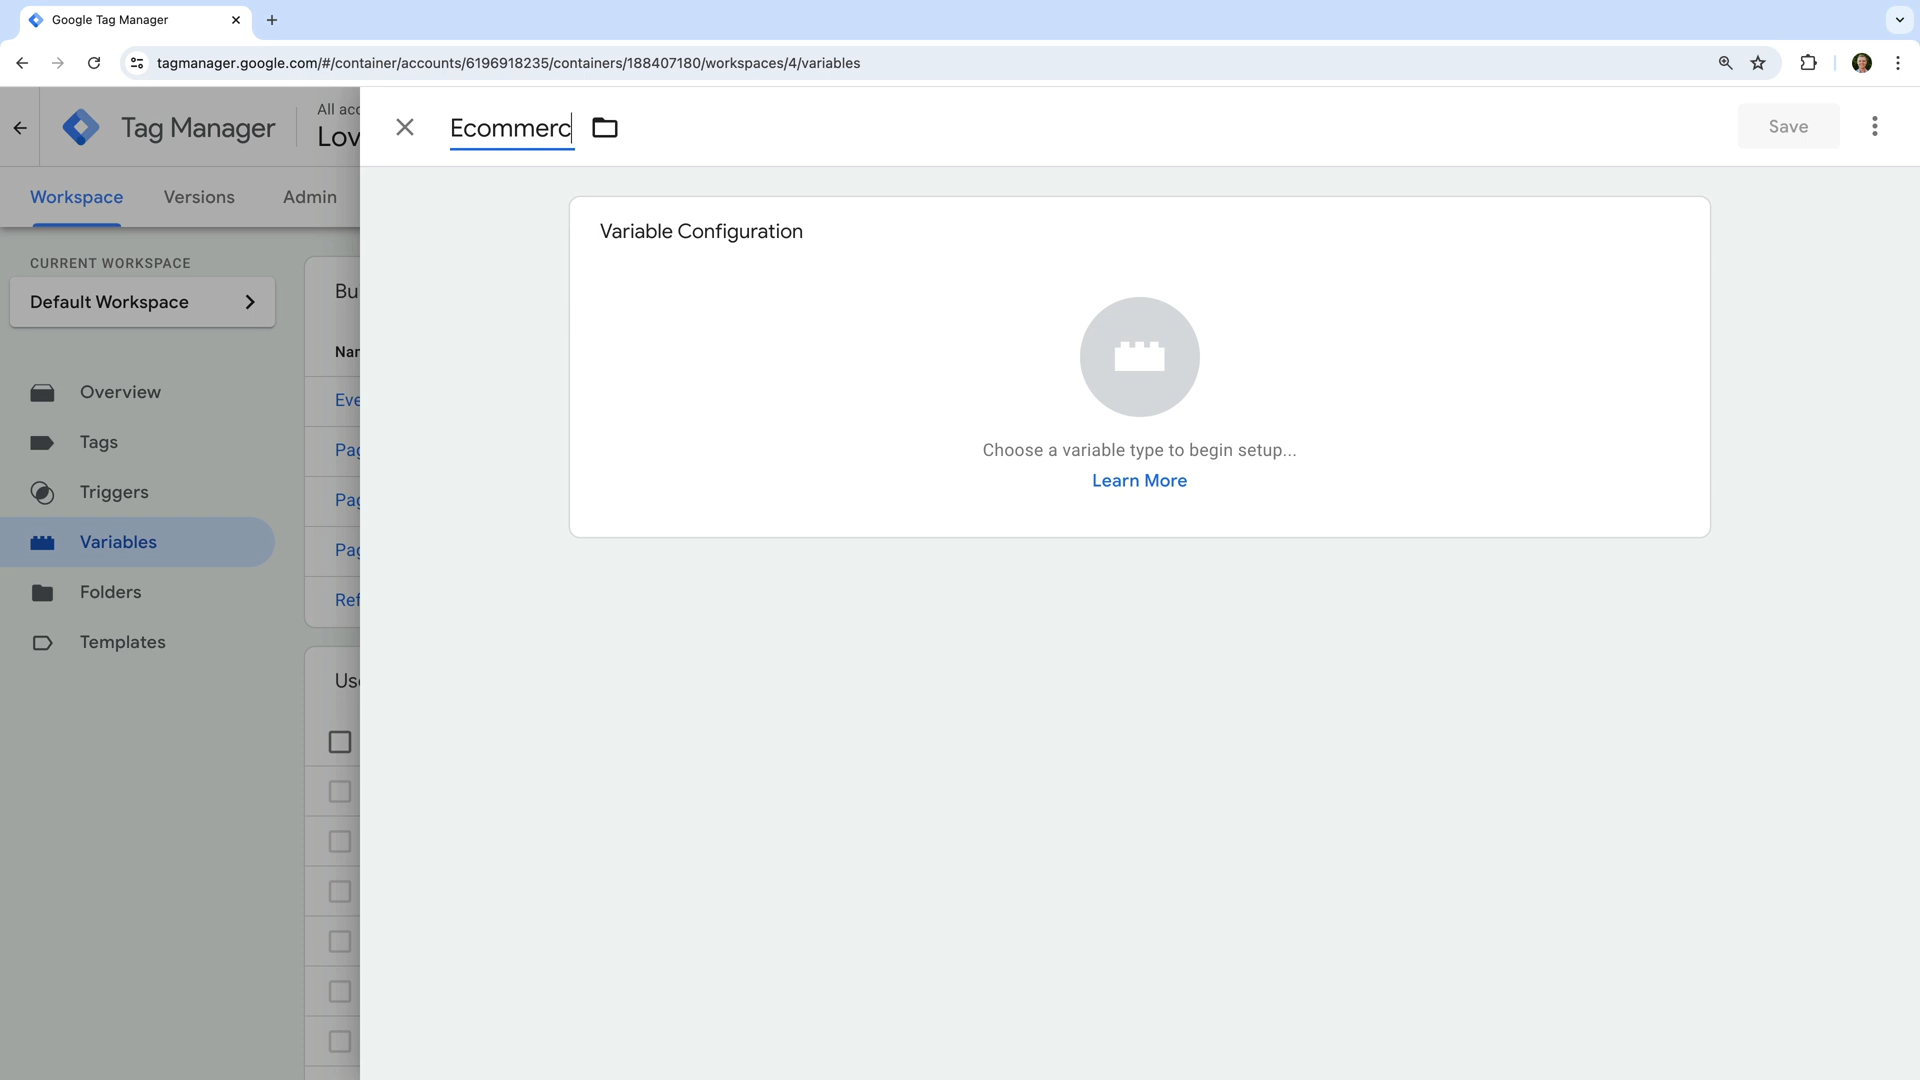 Google Tag Manager
tagmanager.google.com/#/container/accounts/6196918235/containers/188407180/workspaces/4/variables
Tag Manager
All acc
Lov
Ecommerc
Save
Workspace
Versions
Admin
Variable Configuration
CURRENT WORKSPACE
Default Workspace
Bu
Nar
Overview
Eve
Tags
Pag
Choose a variable type to begin setup...
Learn More
Triggers
Pag
Variables
Pag
Folders
Ref
Templates
Use